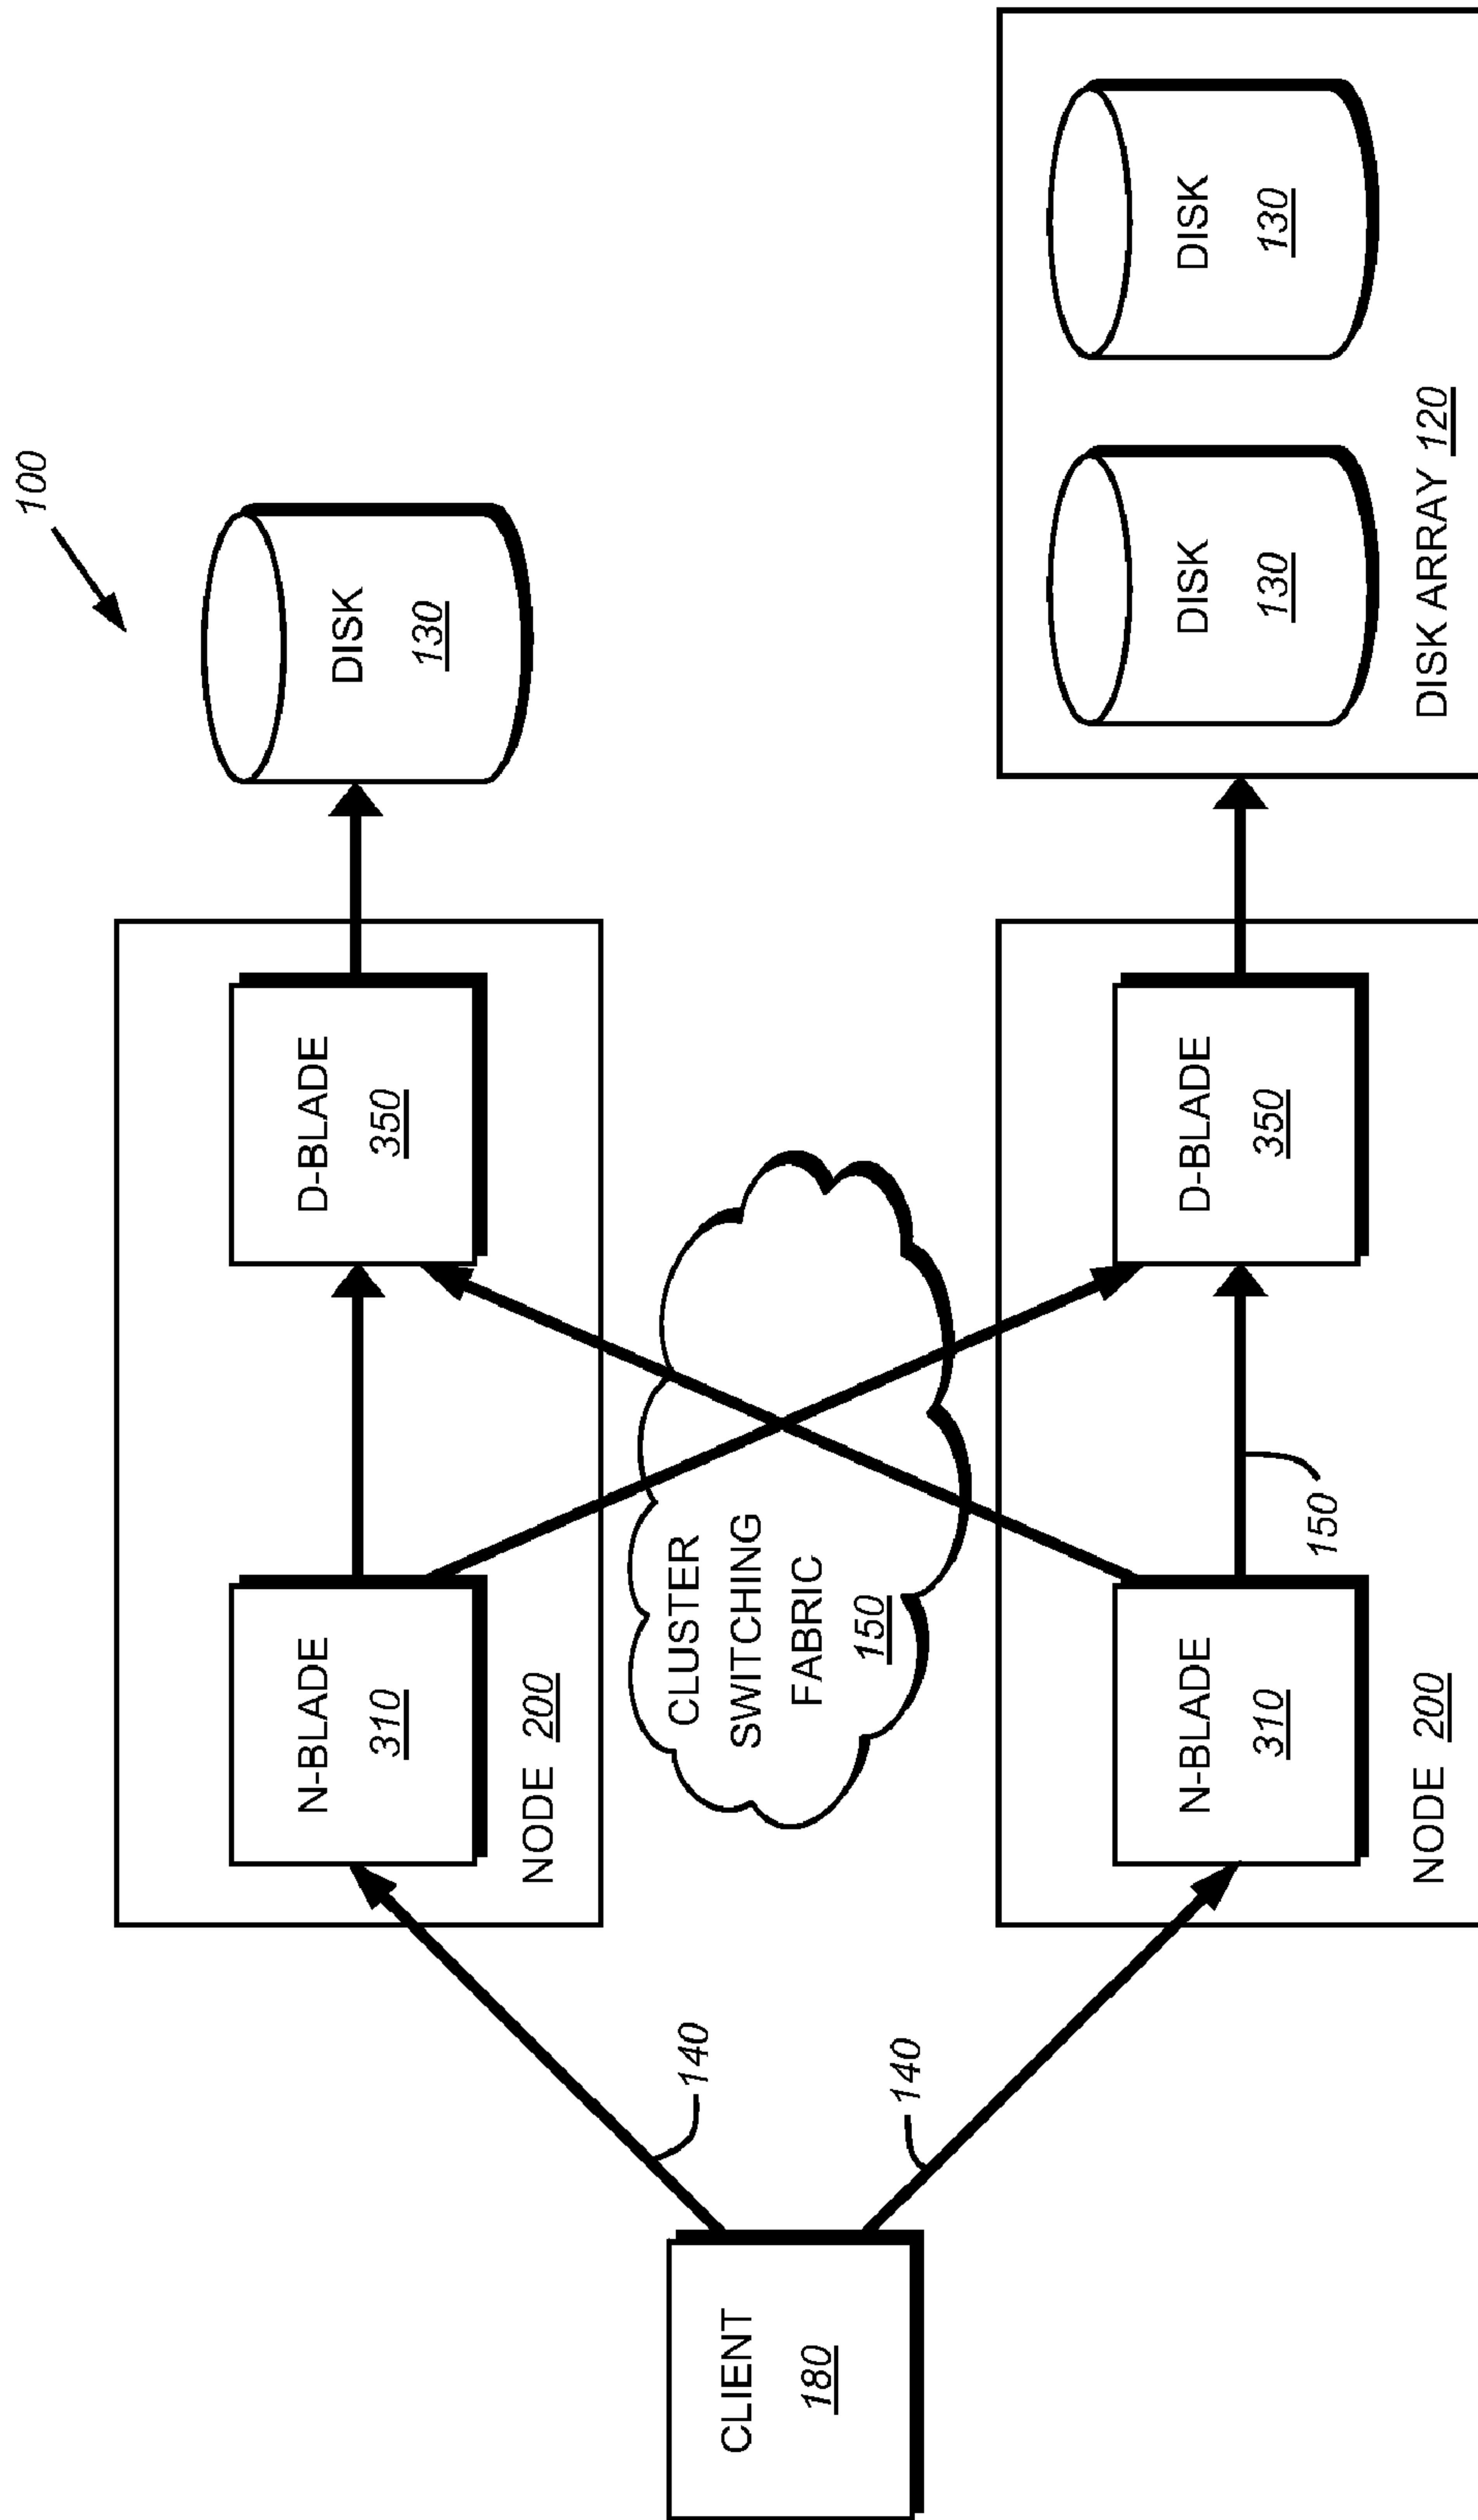 100
N-BLADE
310
D-BLADE
350
DISK
130
NODE 200
140
CLIENT
180
CLUSTER
SWITCHING
FABRIC
150
140
N-BLADE
310
150
D-BLADE
350
DISK
130
DISK
130
NODE 200
DISK ARRAY 120